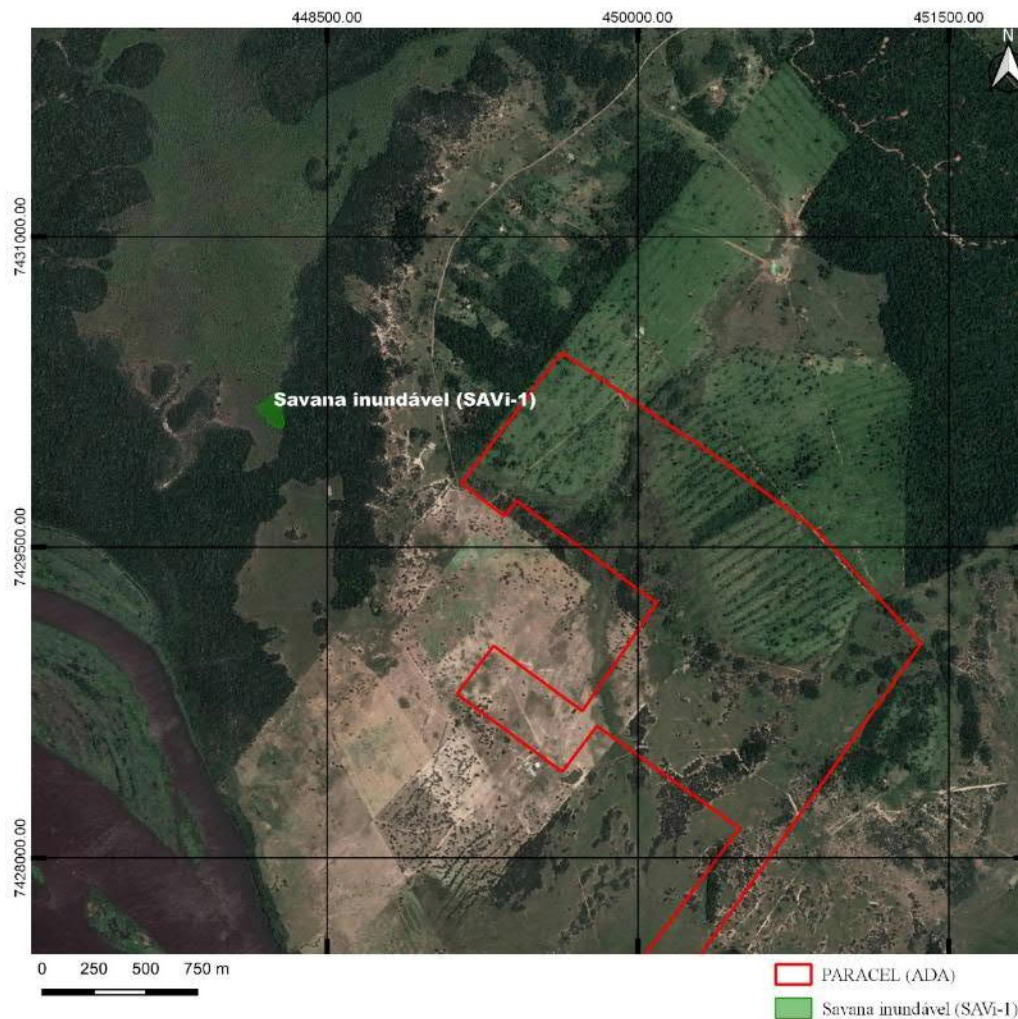 448500.00 450000.00 451500.00
N
7431000.00
Savana inundável (SAVi-1)
7429500.00
7428000.00
0 250 500 750 m
PARACEL (ADA)
Savana inundável (SAVi-1)